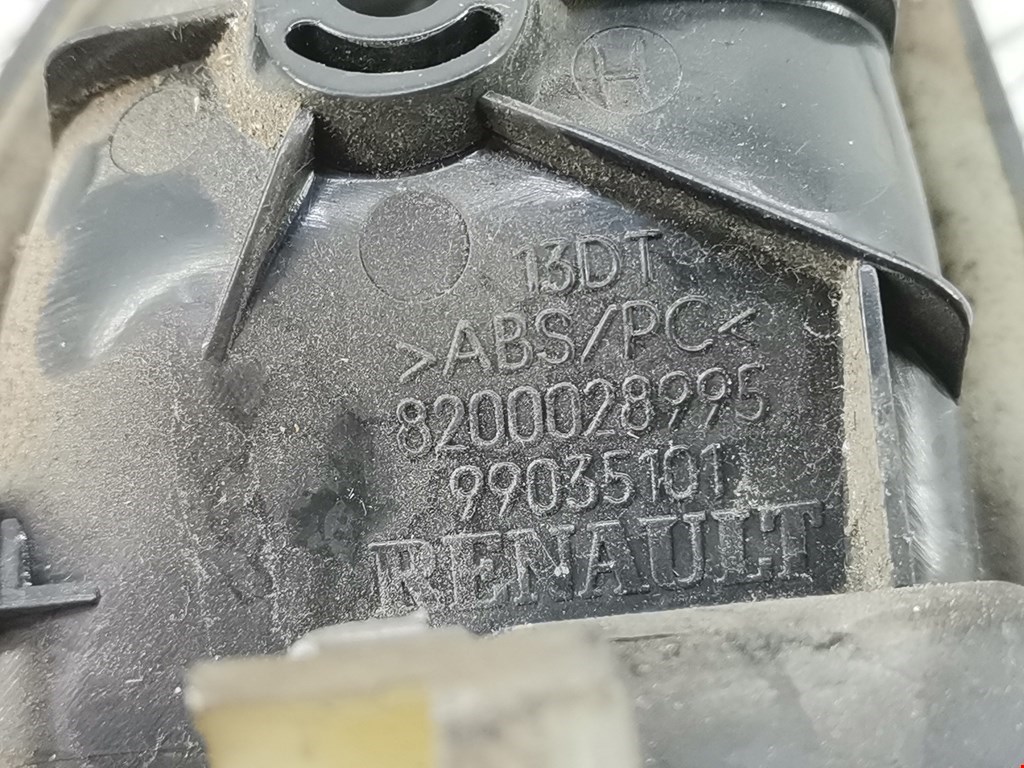 H
13DT
>ABS/PC<
8200028995
99035101
RENAULT